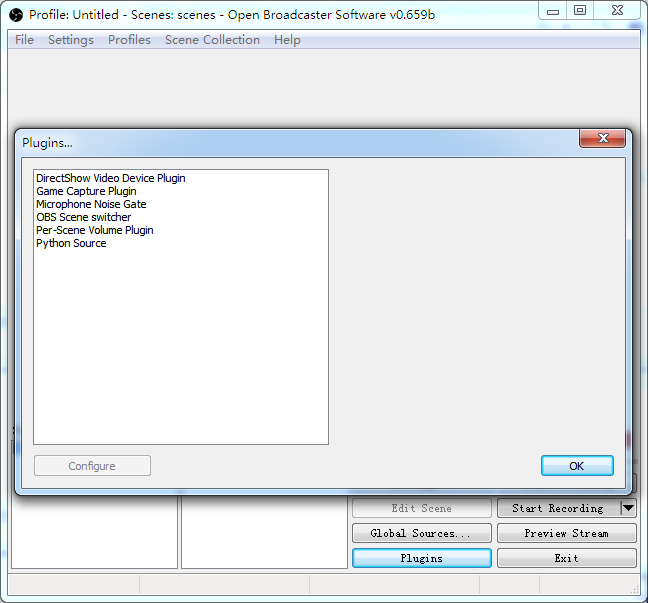 Profile: Untitled - Scenes: scenes - Open Broadcaster Software v0.659b
File Settings Profiles Scene Collection Help
Plugins...
DirectShow Video Device Plugin
Game Capture Plugin
Microphone Noise Gate
OBS Scene switcher
Per-Scene Volume Plugin
Python Source
Configure OK
Edit Scene Start Recording
Global Sources... Preview Stream
Plugins Exit